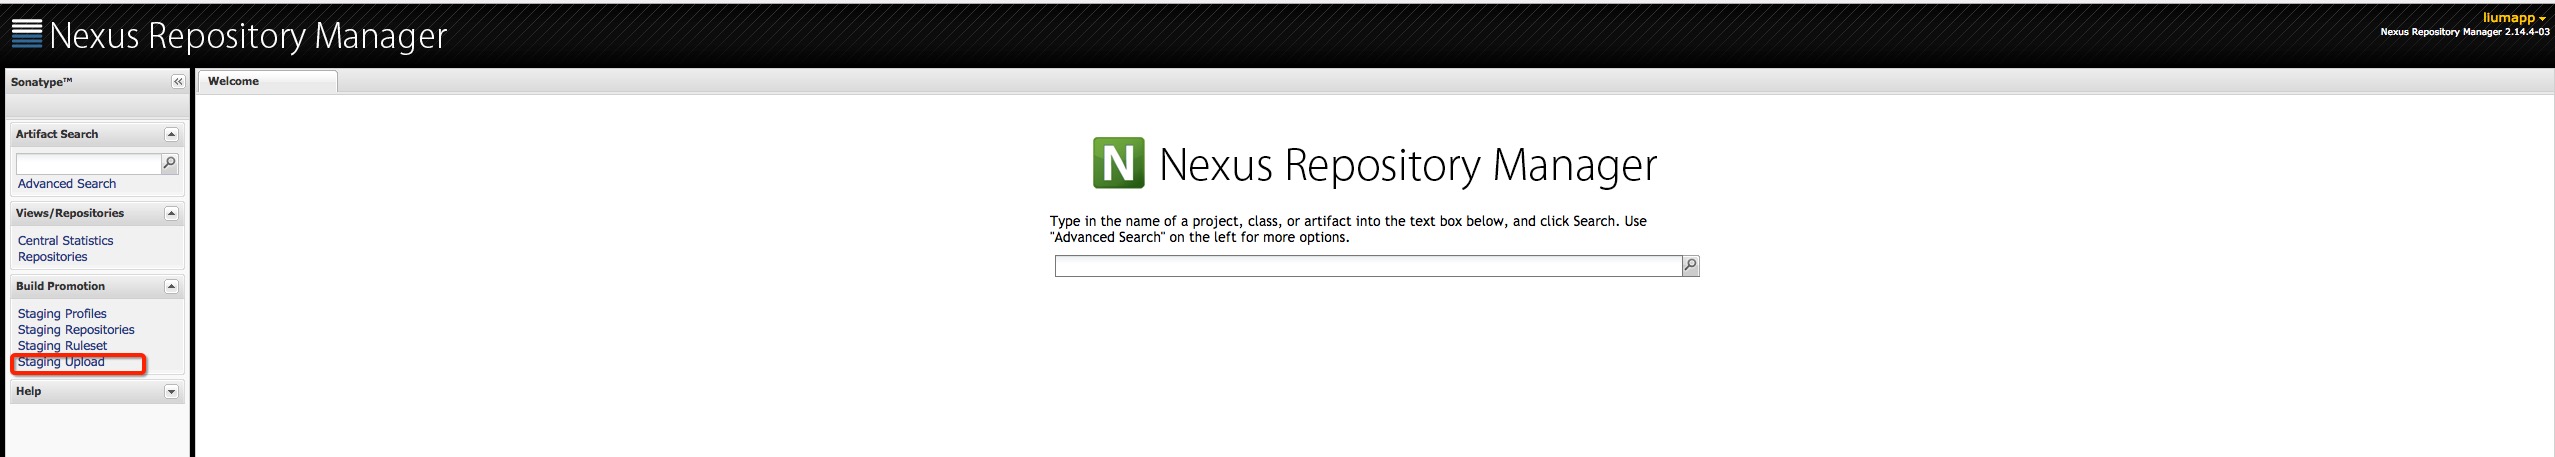 Nexus Repository Manager
liumapp
Nexus Repository Manager 2.14.4-03
Sonatype™
Welcome
Artifact Search
Advanced Search
Views/Repositories
Central Statistics
Repositories
Build Promotion
Staging Profiles
Staging Repositories
Staging Ruleset
Staging Upload
Help
N Nexus Repository Manager
Type in the name of a project, class, or artifact into the text box below, and click Search. Use
"Advanced Search" on the left for more options.